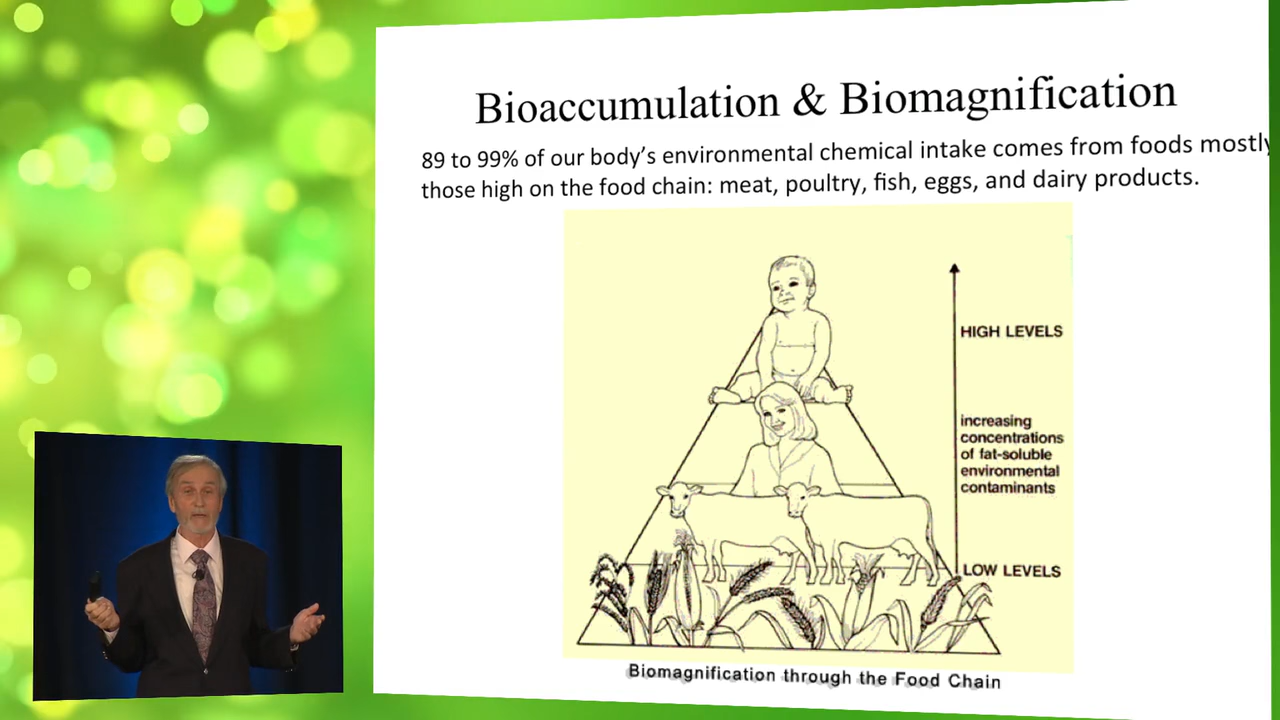 Bioaccumulation & Biomagnification
89 to 99% of our body's environmental chemical intake comes from foods mostly
those high on the food chain: meat, poultry, fish, eggs, and dairy products.
HIGH LEVELS
increasing
concentrations
of fat-soluble
environmental
contaminants
LOW LEVELS
Biomagnification through the Food Chain